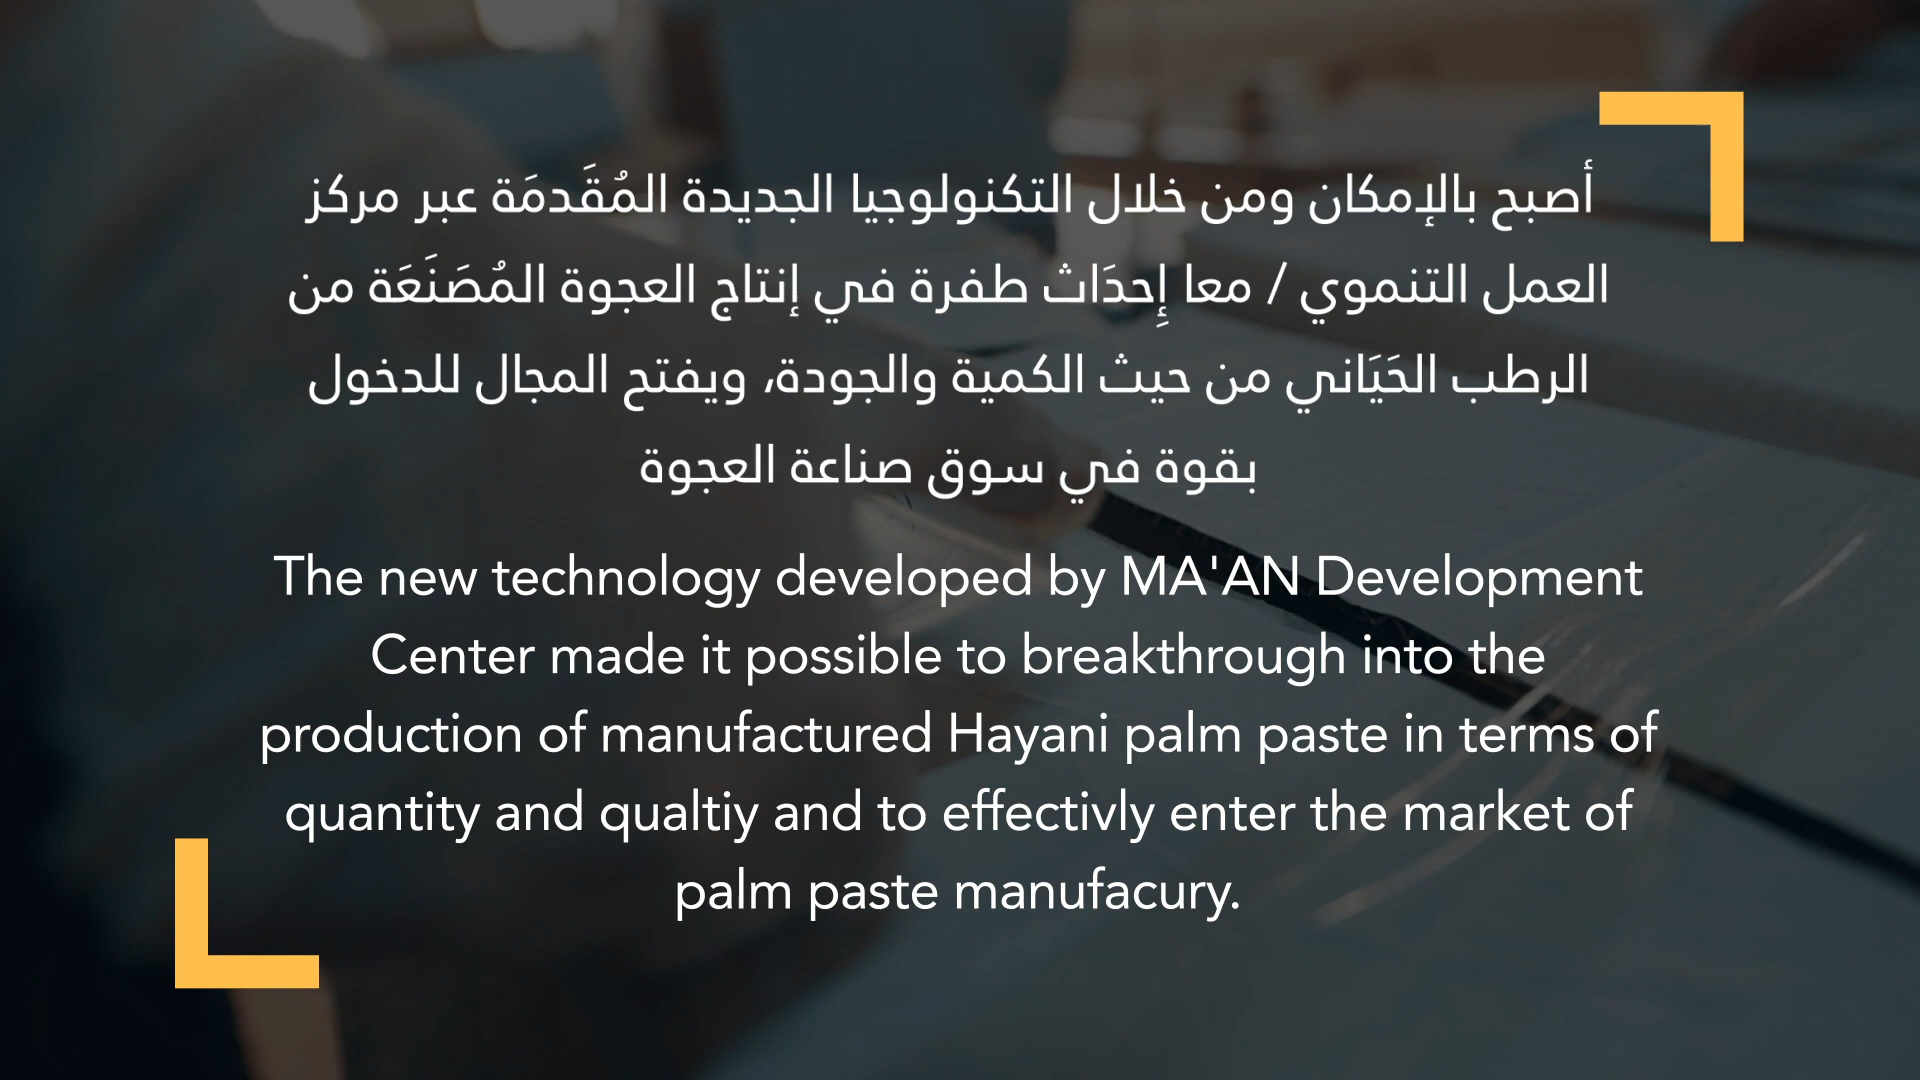 أصبح بالإمكان ومن خلال التكنولوجيا الجديدة المُقَدمَة عبر مركز
العمل التنموي / معا إِحدَاث طفرة في إنتاج العجوة المُصَنَعَة من
الرطب الحَيَاني من حيث الكمية والجودة، ويفتح المجال للدخول
بقوة في سوق صناعة العجوة
The new technology developed by MA'AN Development
Center made it possible to breakthrough into the
production of manufactured Hayani palm paste in terms of
quantity and qualtiy and to effectivly enter the market of
palm paste manufacury.